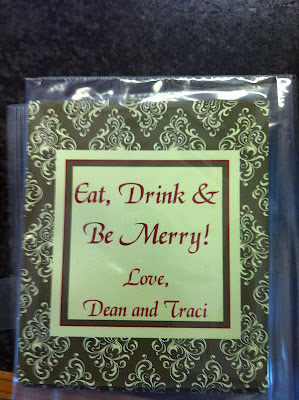 Eat, Drink &
Be Merry!
Love,
Dean and Traci